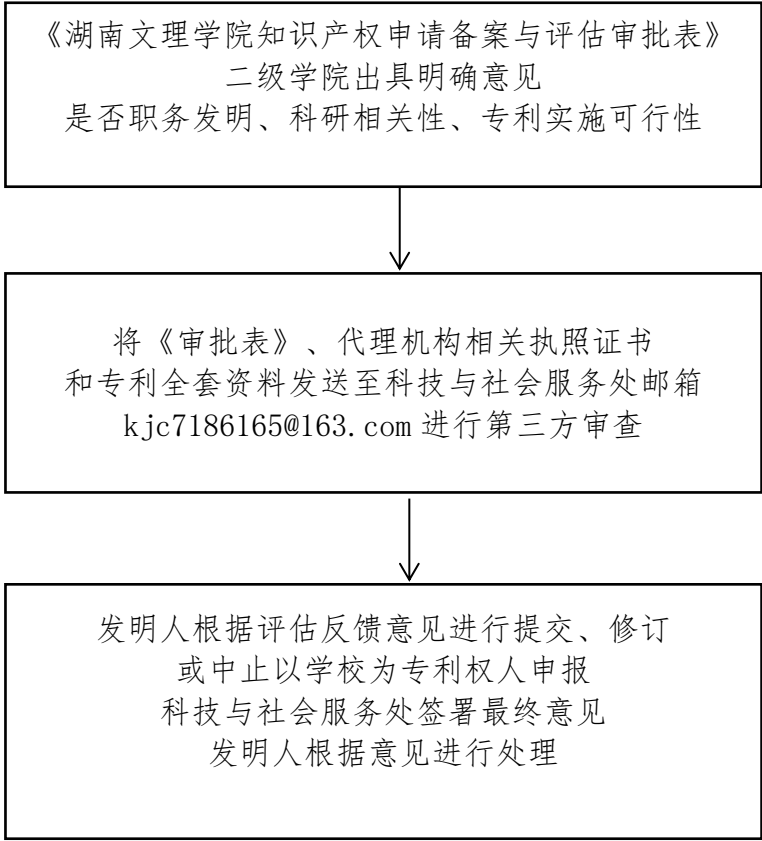 《湖南文理学院知识产权申请备案与评估审批表》
二级学院出具明确意见
是否职务发明、科研相关性、专利实施可行性
将《审批表》、代理机构相关执照证书
和专利全套资料发送至科技与社会服务处邮箱
kjc7186165@163.com 进行第三方审查
发明人根据评估反馈意见进行提交、修订
或中止以学校为专利权人申报
科技与社会服务处签署最终意见
发明人根据意见进行处理